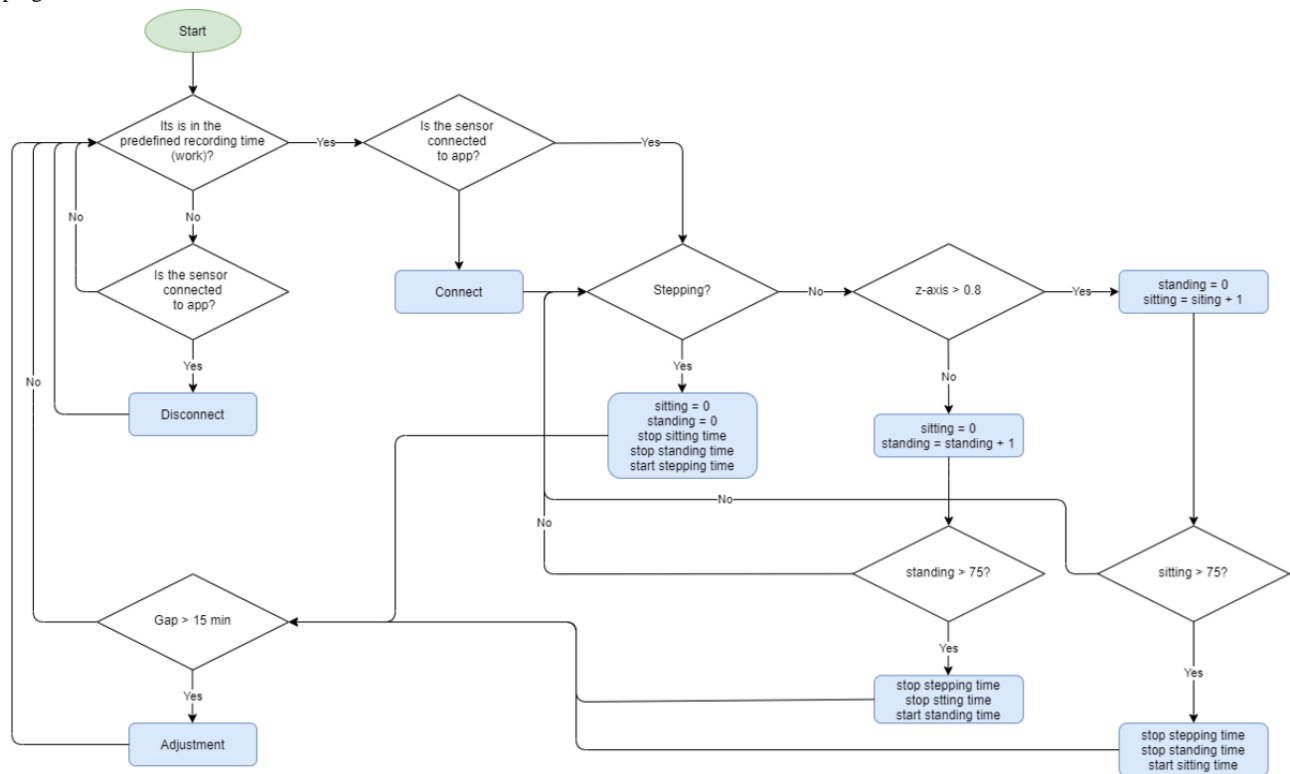 Start
Its is in the
predefined recording time
(work)?
Yes
Is the sensor
connected
to app?
Yes
No
No
Is the sensor
connected
to app?
Connect
Stepping?
No
z-axis > 0.8
Yes
standing = 0
sitting = siting + 1
Yes
Yes
No
No
Disconnect
sitting = 0
standing = 0
stop sitting time
stop standing time
start stepping time
sitting = 0
standing = standing + 1
No
No
standing > 75?
sitting > 75?
Gap > 15 min
Yes
Yes
Yes
stop stepping time
stop stting time
start standing time
Adjustment
stop stepping time
stop standing time
start sitting time